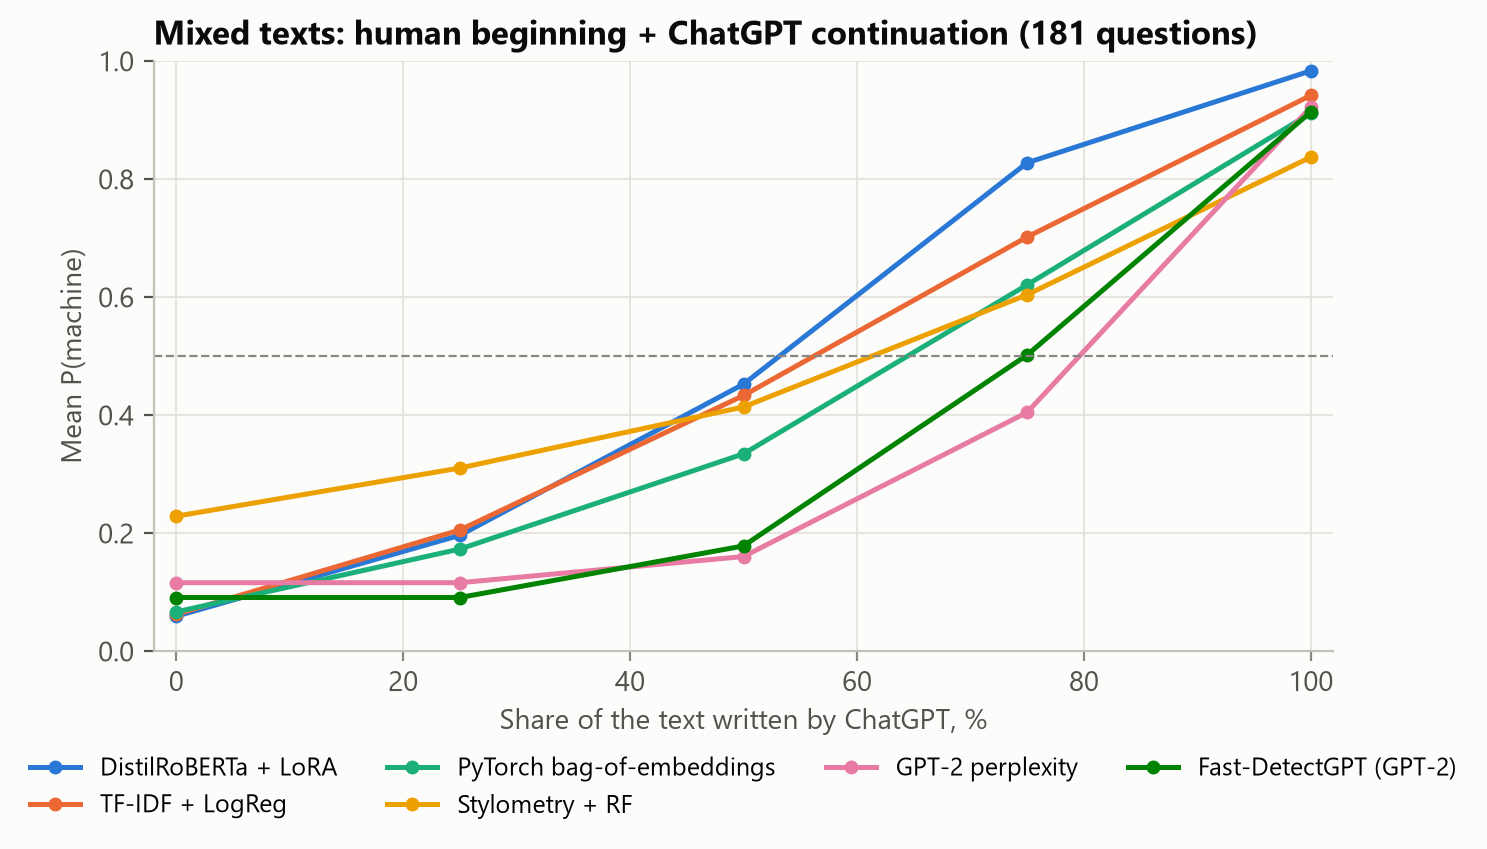 Mixed texts: human beginning + ChatGPT continuation (181 questions)
1.0
0.8
0.6
0.4
0.2
0.0
Mean P(machine)
0 20 40 60 80 100
Share of the text written by ChatGPT, %
DistilRoBERTa + LoRA PyTorch bag-of-embeddings GPT-2 perplexity Fast-DetectGPT (GPT-2)
TF-IDF + LogReg Stylometry + RF